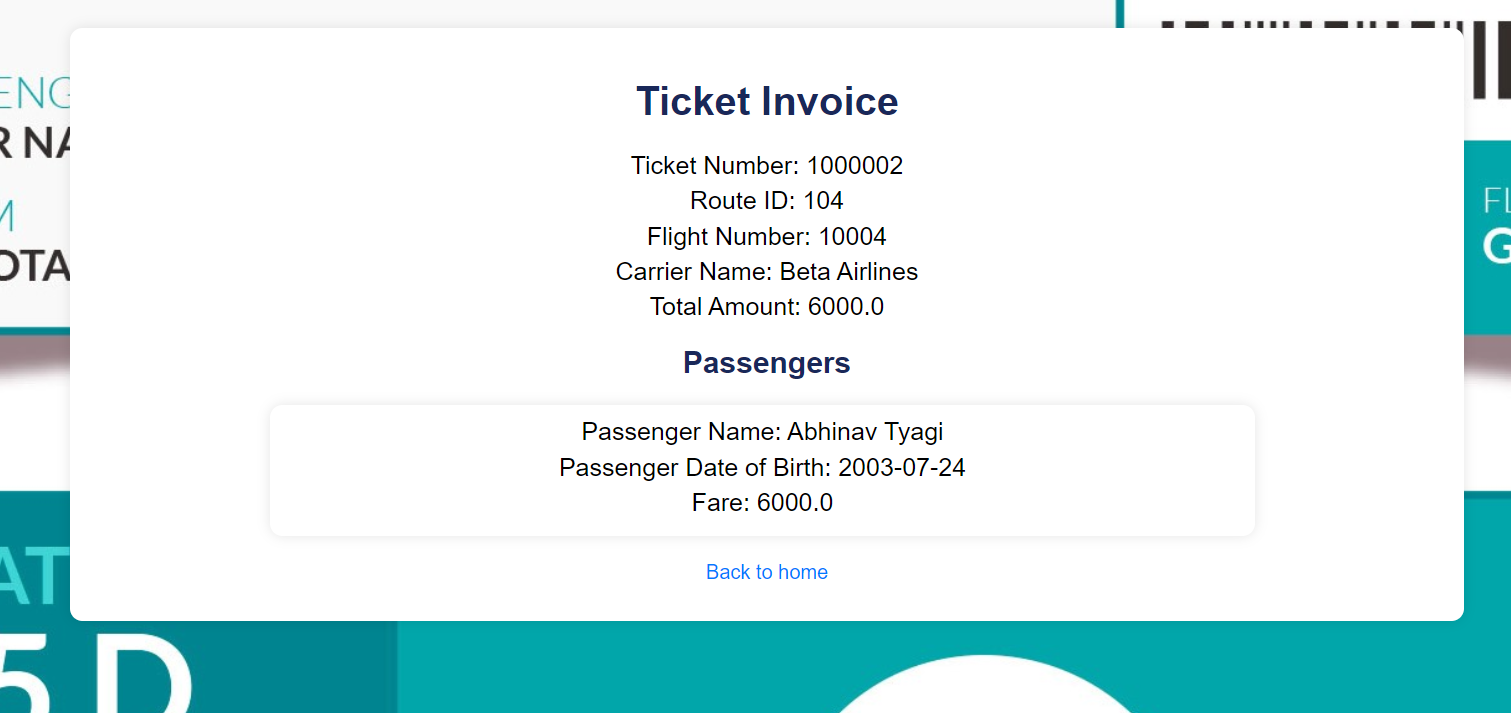 Ticket Invoice
Ticket Number: 1000002
Route ID: 104
Flight Number: 10004
Carrier Name: Beta Airlines
Total Amount: 6000.0
Passengers
Passenger Name: Abhinav Tyagi
Passenger Date of Birth: 2003-07-24
Fare: 6000.0
Back to home
5D